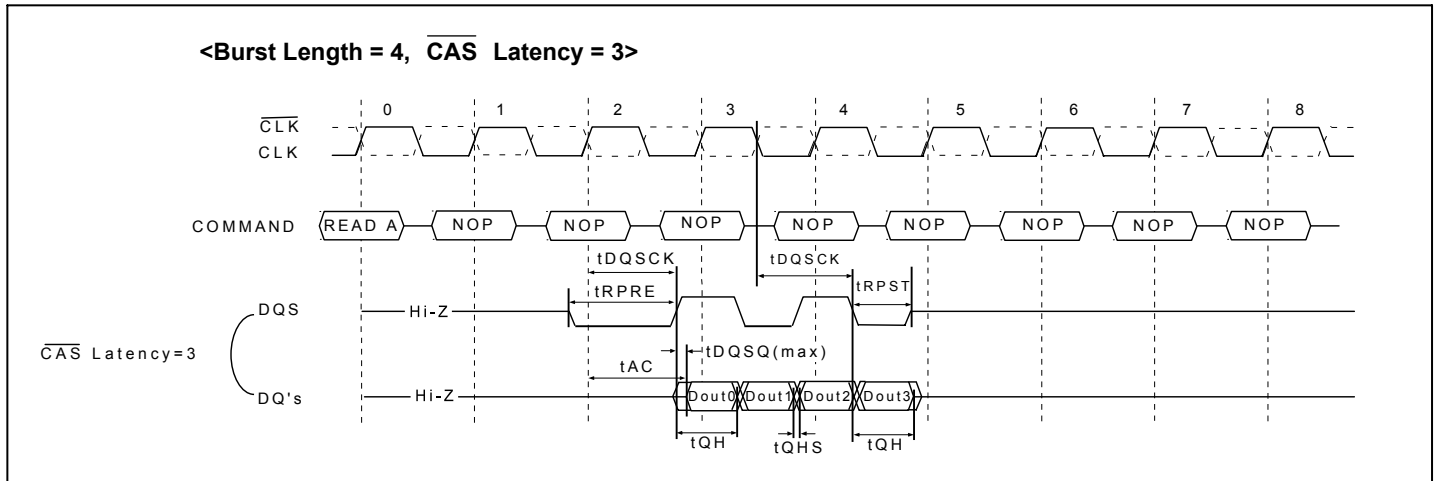 <Burst Length = 4, CAS Latency = 3>
0 1 2 3 4 5 6 7 8
CLK
CLK
COMMAND READ A NOP NOP NOP NOP NOP NOP NOP NOP
tDQSCK tDQSCK
tRPRE tRPST
DQS Hi-Z
CAS Latency=3
tDQSQ(max)
tAC
DQ's Hi-Z Dout0 Dout1 Dout2 Dout3
tQH tQHS tQH